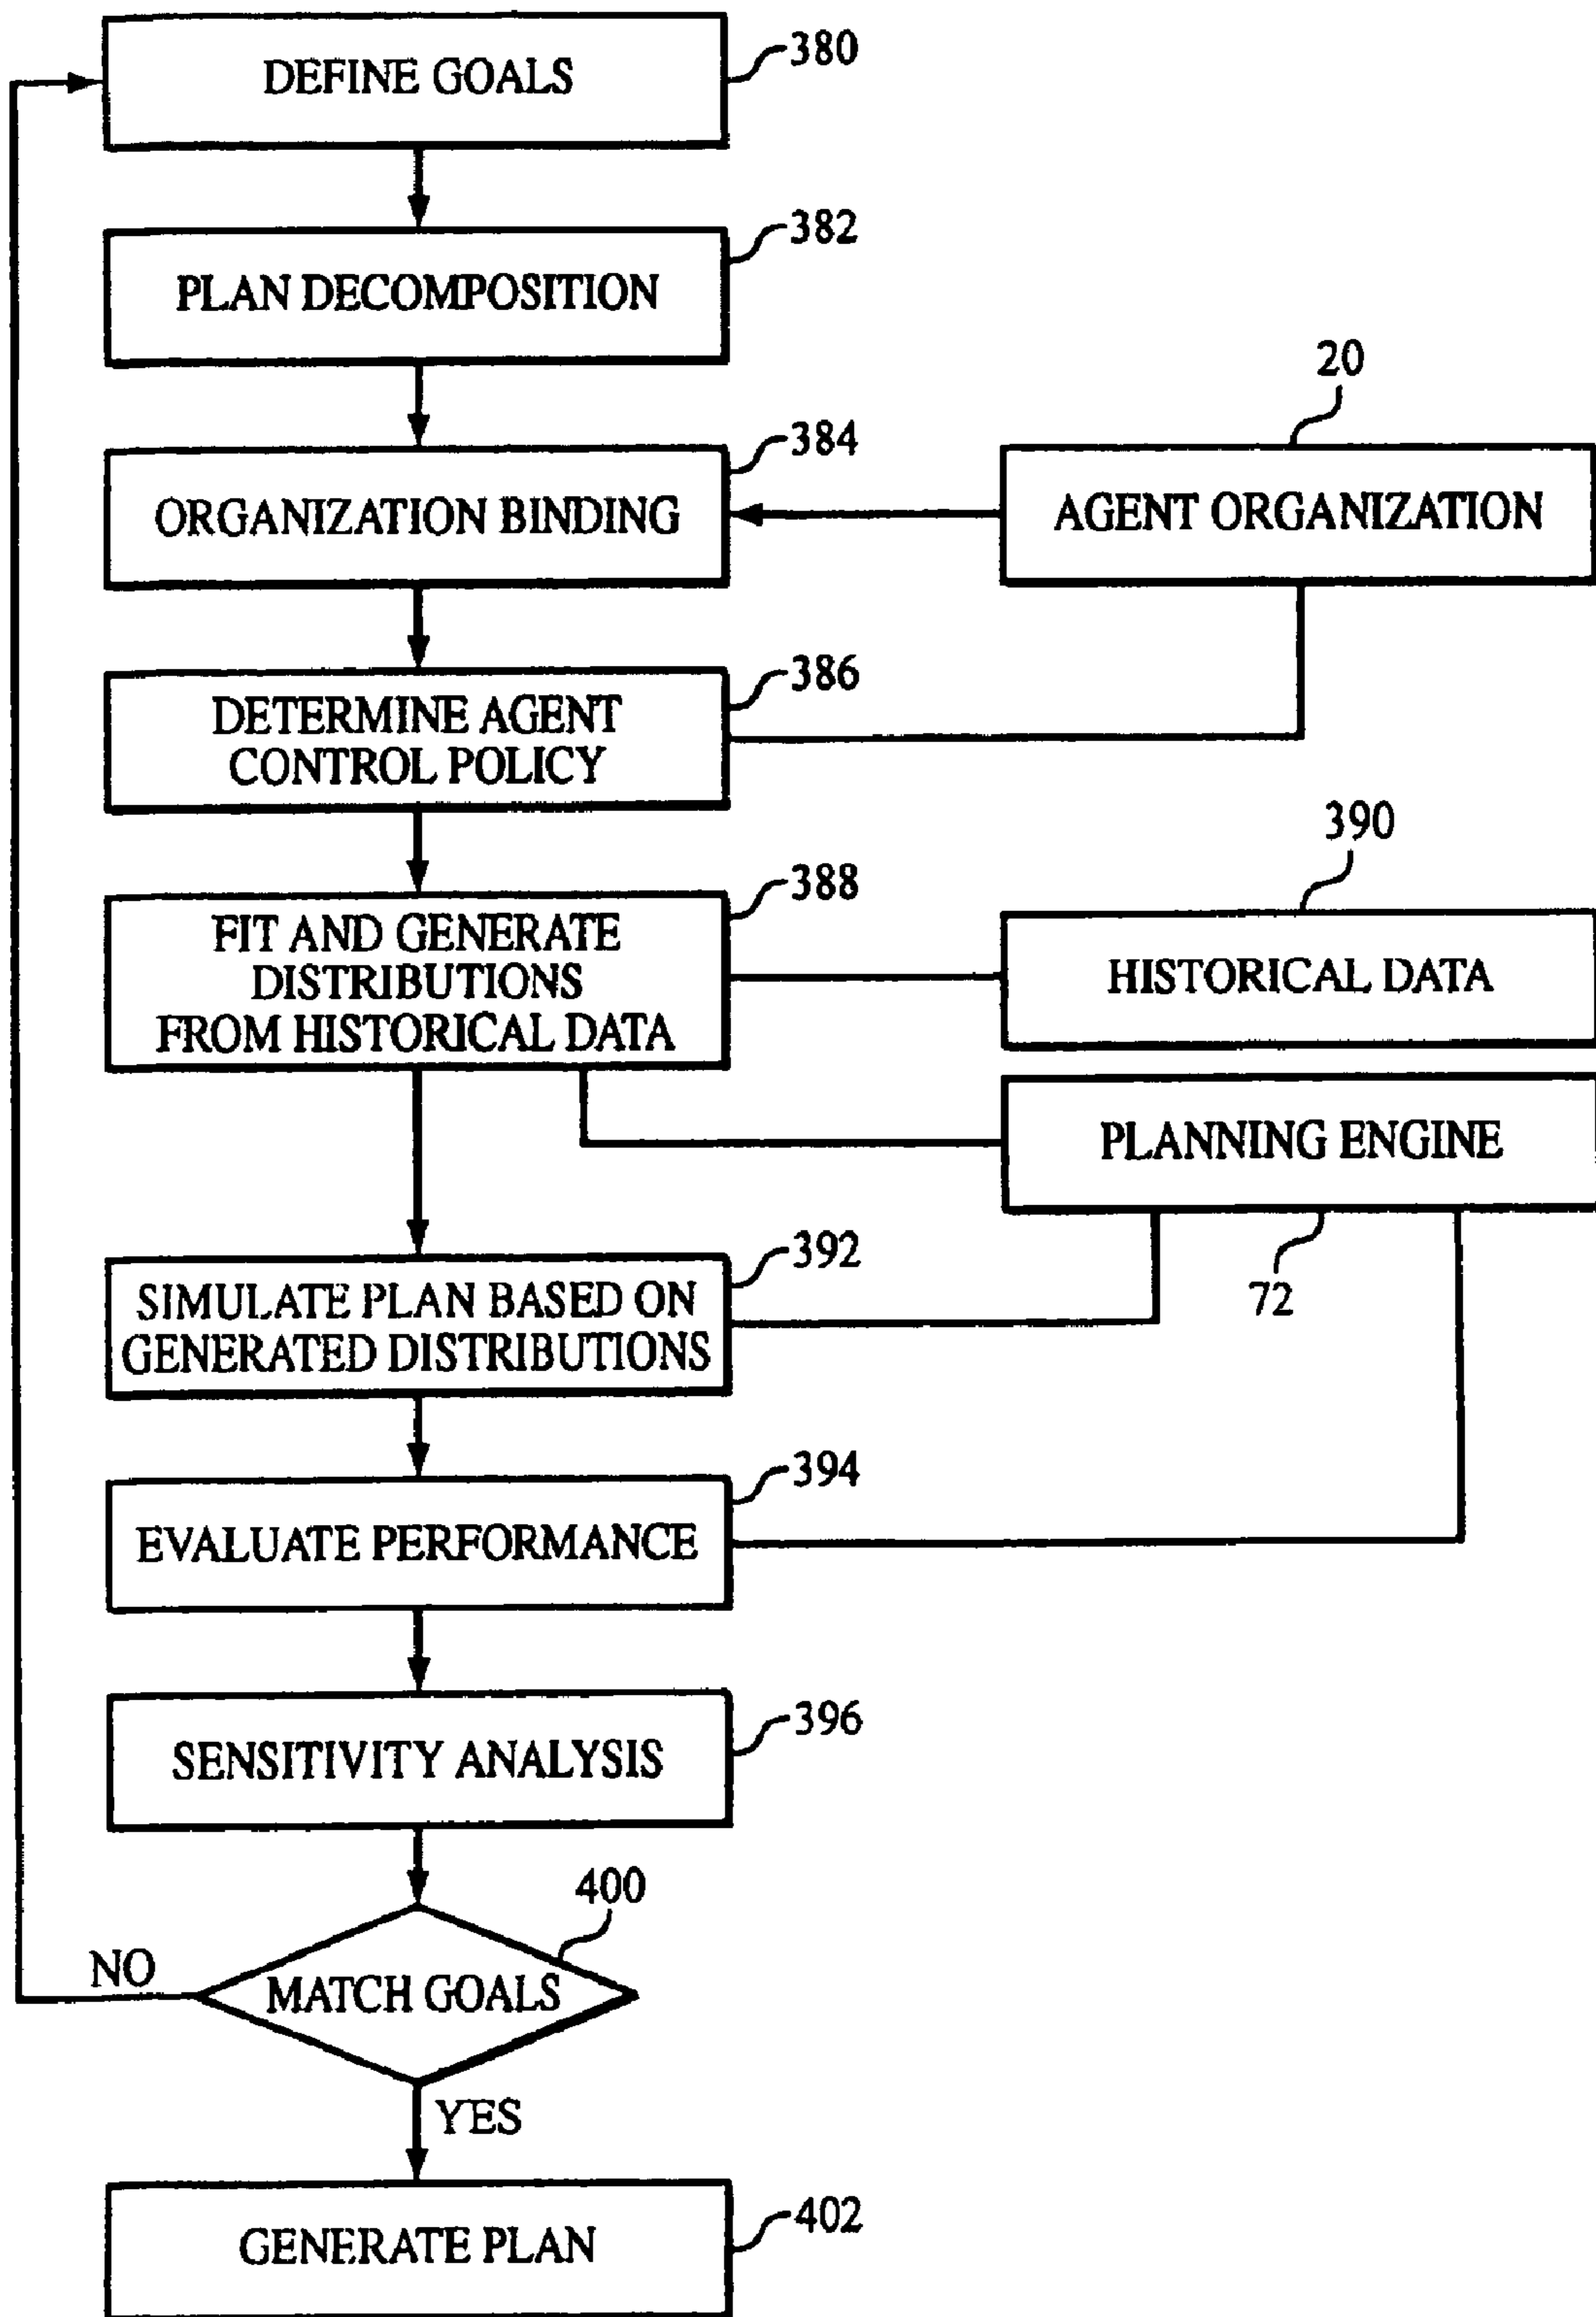 DEFINE GOALS
380
PLAN DECOMPOSITION
382
20
ORGANIZATION BINDING
384
AGENT ORGANIZATION
DETERMINE AGENT
CONTROL POLICY
386
390
FIT AND GENERATE
DISTRIBUTIONS
FROM HISTORICAL DATA
388
HISTORICAL DATA
PLANNING ENGINE
72
SIMULATE PLAN BASED ON
GENERATED DISTRIBUTIONS
392
EVALUATE PERFORMANCE
394
SENSITIVITY ANALYSIS
396
400
NO
MATCH GOALS
YES
GENERATE PLAN
402